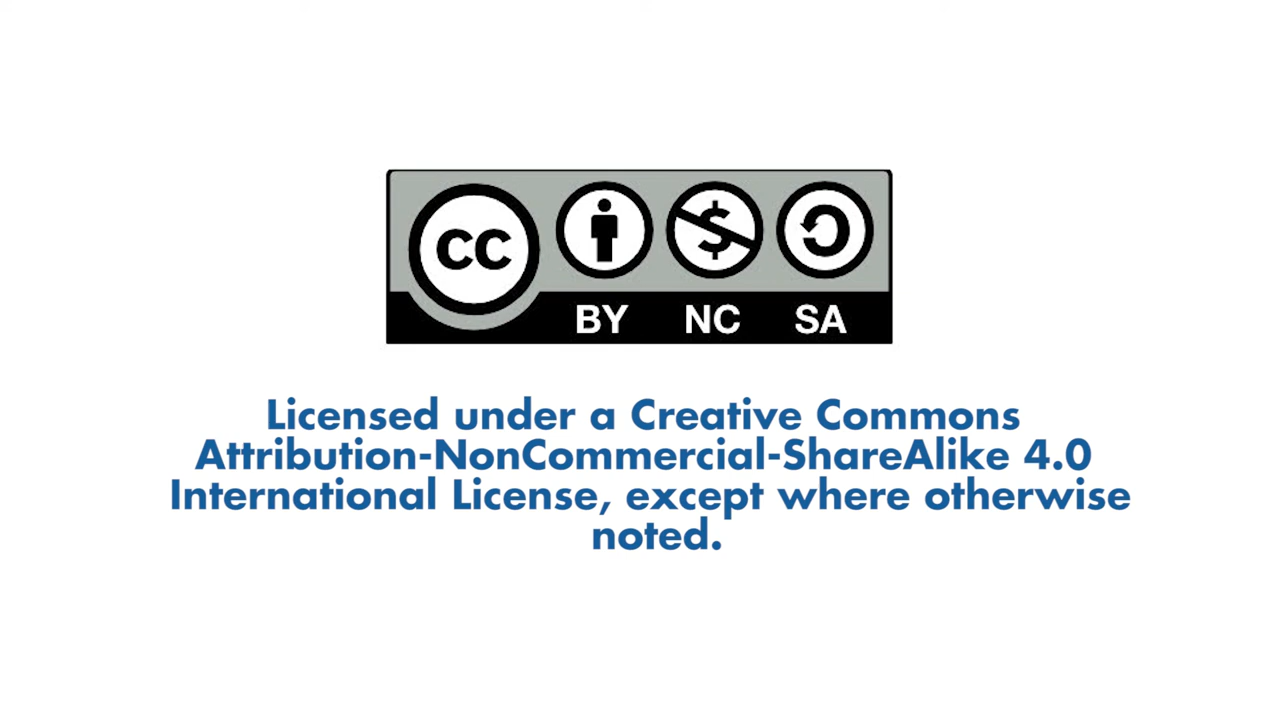 CC
BY NC SA
Licensed under a Creative Commons
Attribution-NonCommercial-ShareAlike 4.0
International License, except where otherwise
noted.